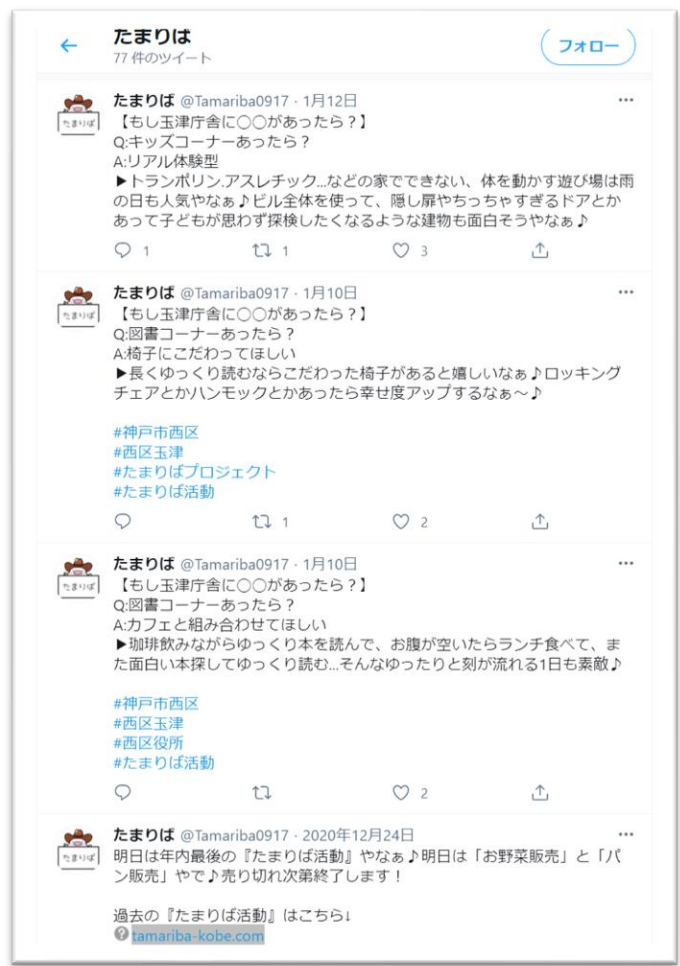 たまりば
77 件のツイート
フォロー
たまりば @Tamariba0917 · 1月12日
たまりば
【もし玉津庁舎に○○があったら？】
Q:キッズコーナーあったら？
A:リアル体験型
▶トランポリン.アスレチック...などの家でできない、体を動かす遊び場は雨
の日も人気やなぁ♪ビル全体を使って、隠し扉やちっちゃすぎるドアとか
あって子どもが思わず探検したくなるような建物も面白そうやなぁ♪
1 1 3
たまりば @Tamariba0917 · 1月10日
たまりば
【もし玉津庁舎に○○があったら？】
Q:図書コーナーあったら？
A:椅子にこだわってほしい
▶長くゆっくり読むならこだわった椅子があると嬉しいなぁ♪ロッキング
チェアとかハンモックとかあったら幸せ度アップするなぁ～♪
#神戸市西区
#西区玉津
#たまりばプロジェクト
#たまりば活動
1 2
たまりば @Tamariba0917 · 1月10日
たまりば
【もし玉津庁舎に○○があったら？】
Q:図書コーナーあったら？
A:カフェと組み合わせてほしい
▶珈琲飲みながらゆっくり本を読んで、お腹が空いたらランチ食べて、ま
た面白い本探してゆっくり読む...そんなゆったりと刻が流れる1日も素敵♪
#神戸市西区
#西区玉津
#西区役所
#たまりば活動
2
たまりば @Tamariba0917 · 2020年12月24日
たまりば
明日は年内最後の『たまりば活動』やなぁ♪明日は「お野菜販売」と「パ
ン販売」やで♪売り切れ次第終了します！
過去の『たまりば活動』はこちら↓
tamariba-kobe.com